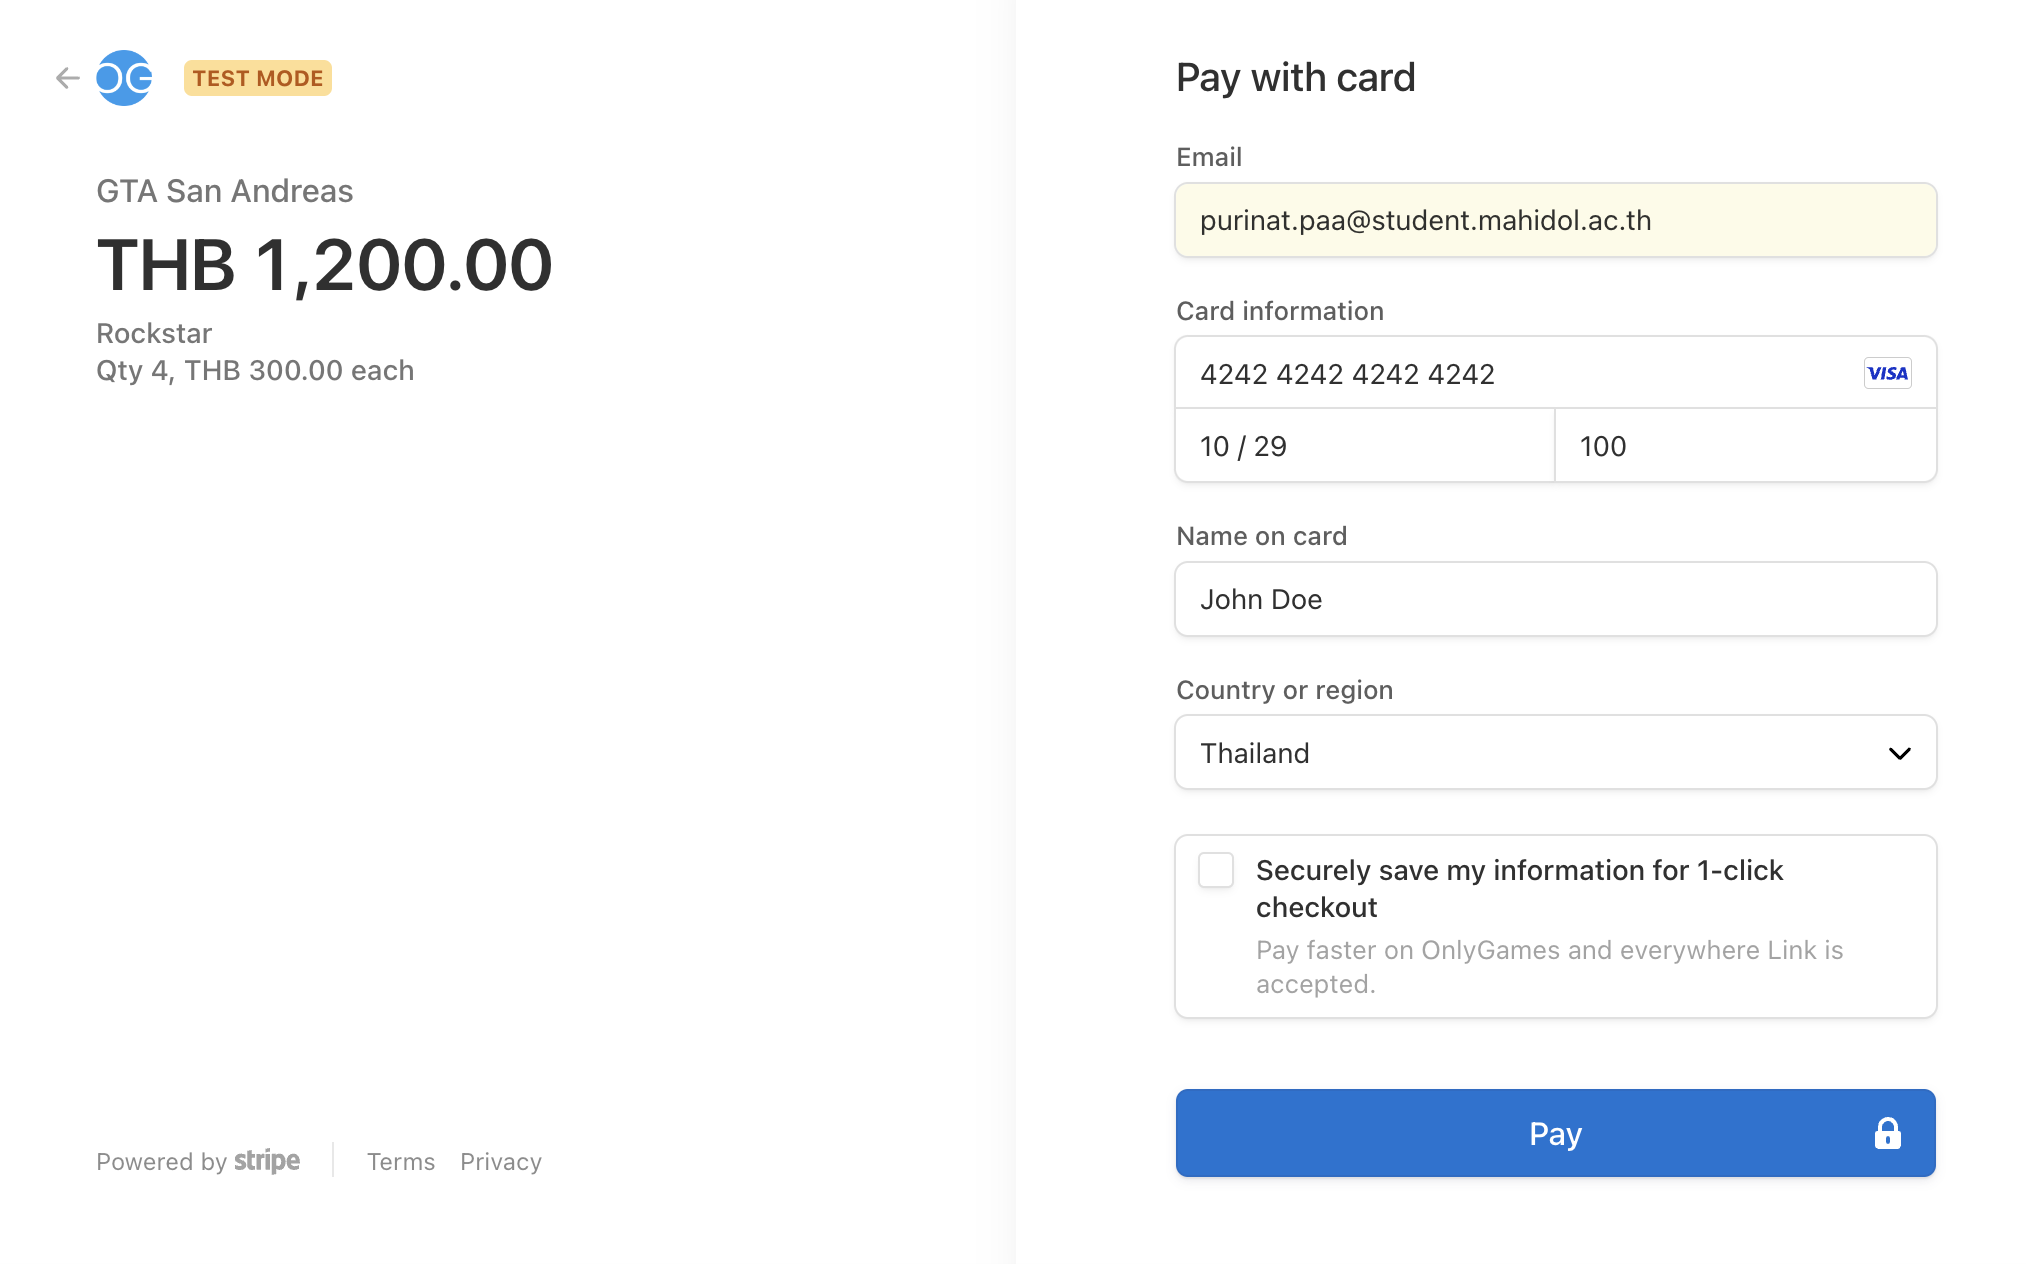 OG
TEST MODE
GTA San Andreas
THB 1,200.00
Rockstar
Qty 4, THB 300.00 each
Powered by stripe
Terms Privacy
Pay with card
Email
purinat.paa@student.mahidol.ac.th
Card information
4242 4242 4242 4242
VISA
10 / 29
100
Name on card
John Doe
Country or region
Thailand
Securely save my information for 1-click
checkout
Pay faster on OnlyGames and everywhere Link is
accepted.
Pay